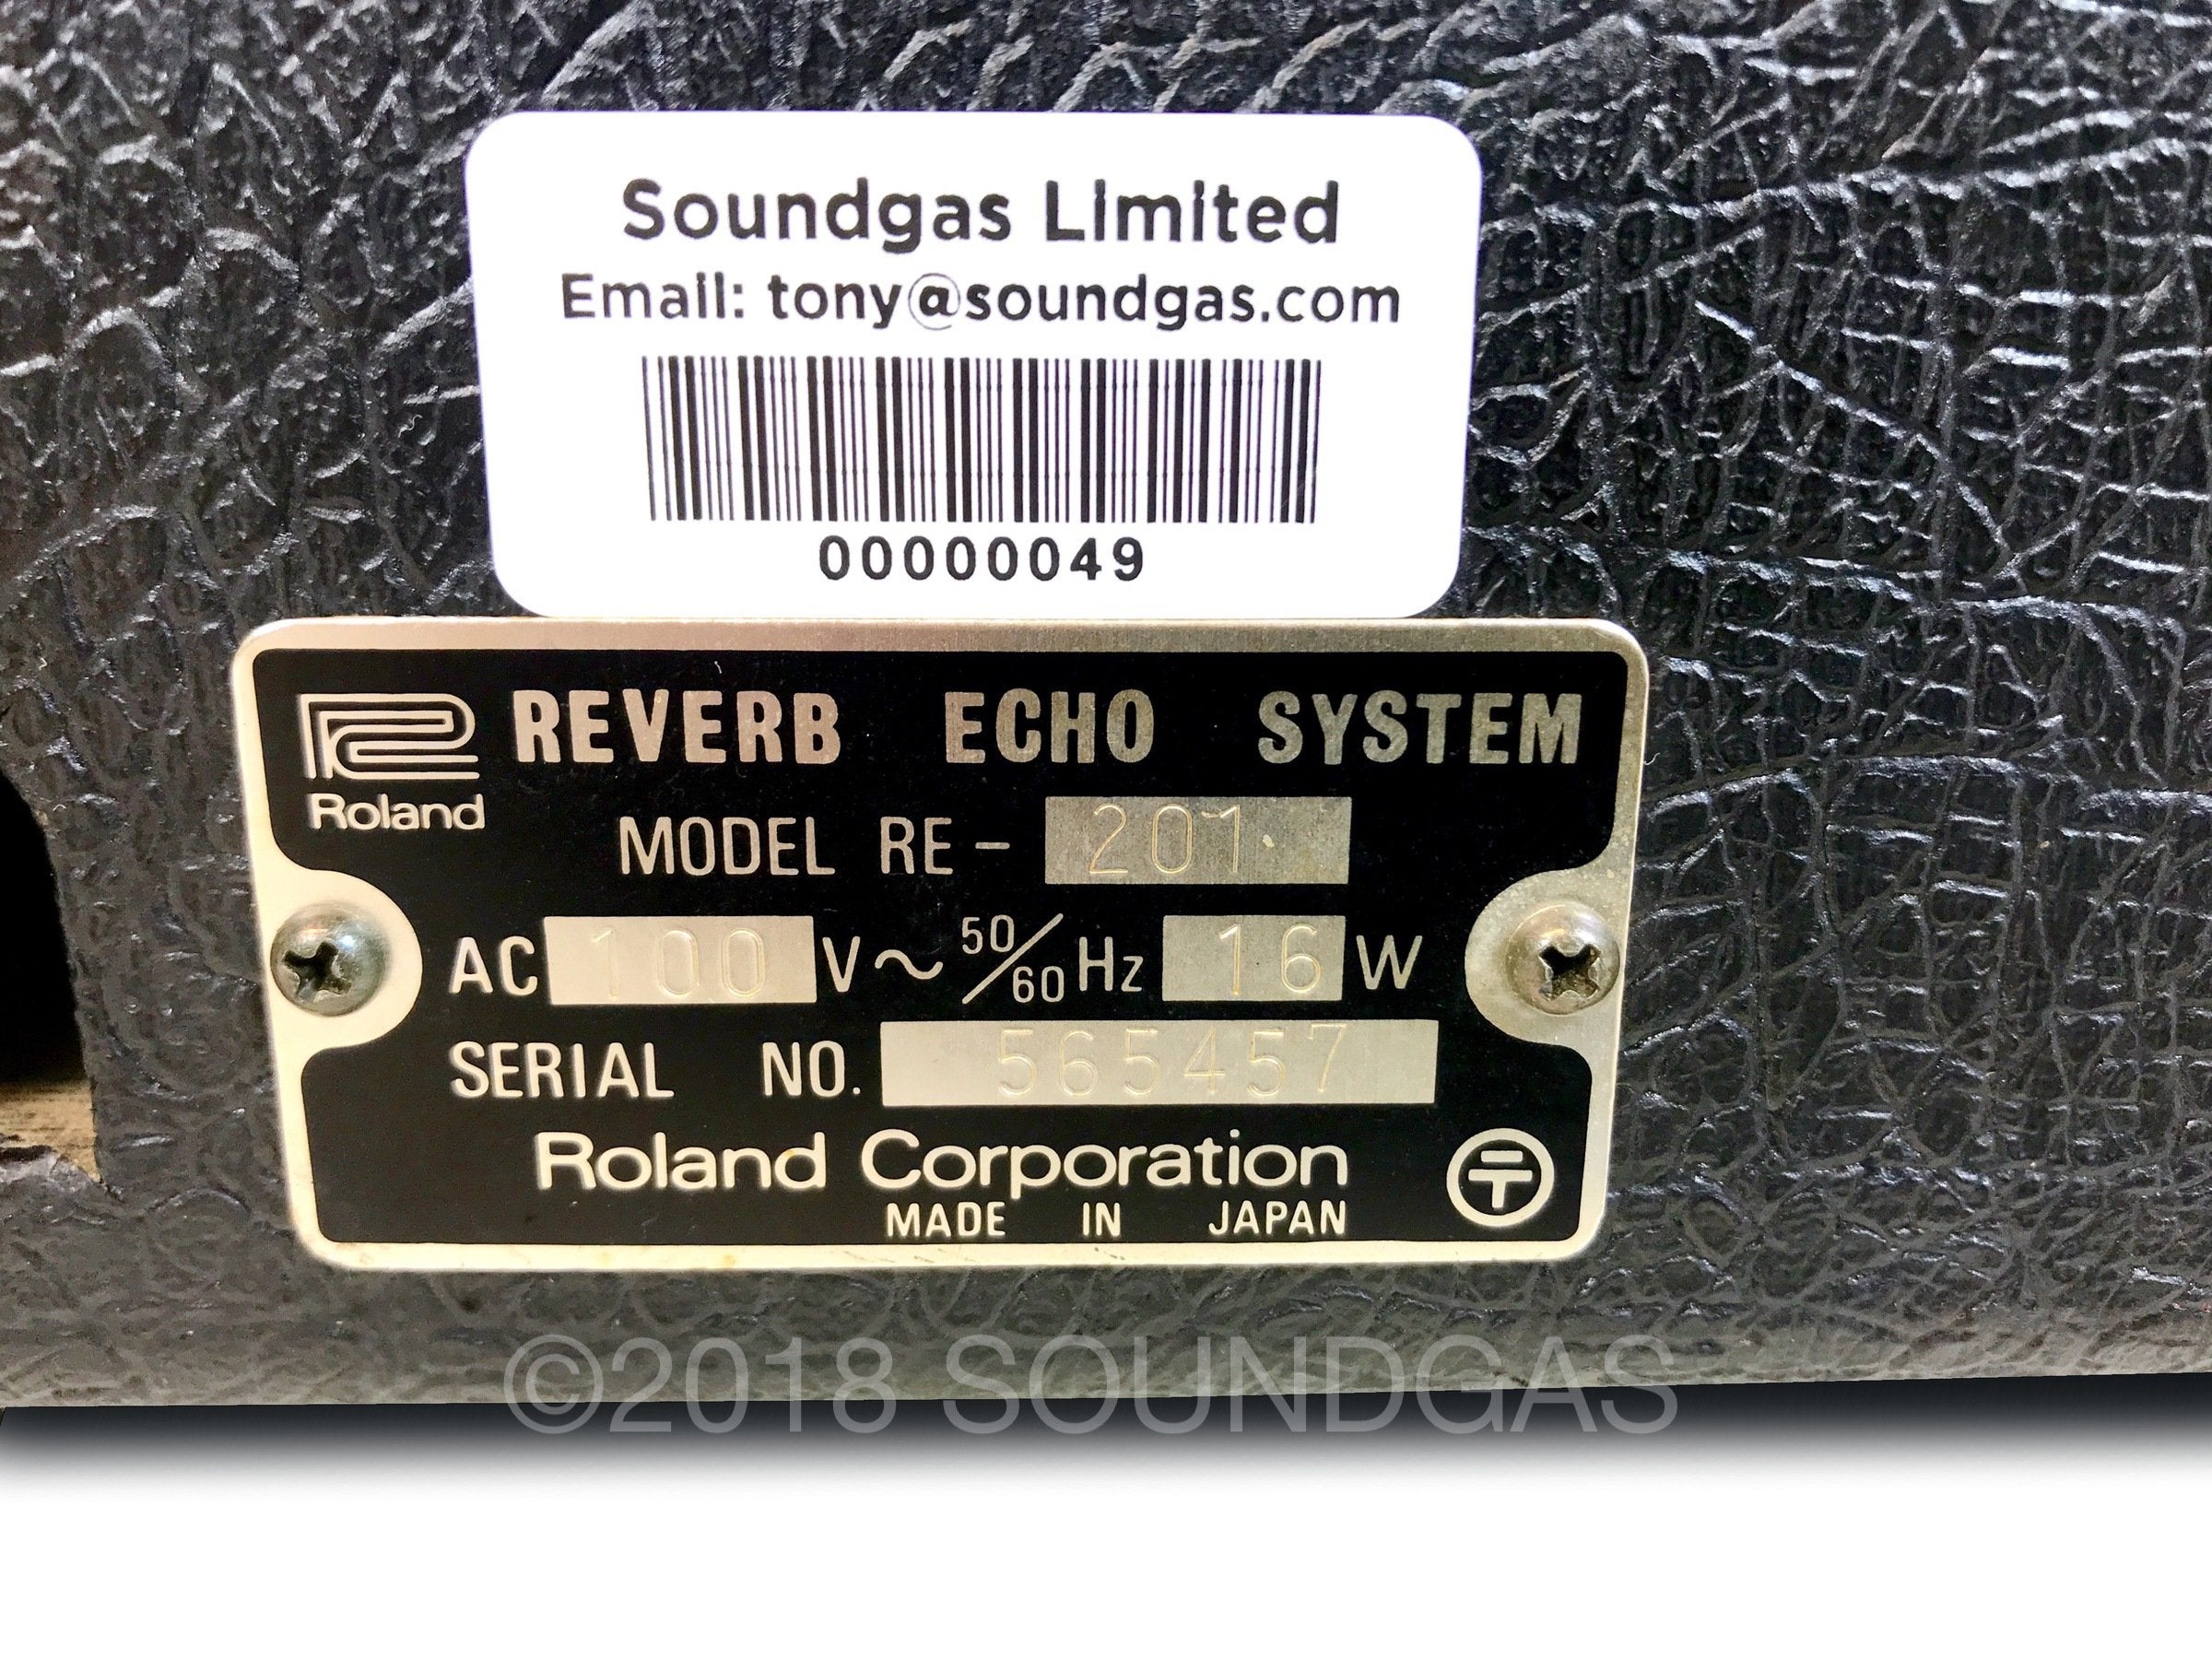 Soundgas Limited
Email: tony@soundgas.com
00000049
REVERB ECHO SYSTEM
Roland
MODEL RE- 201
AC 100 V~ 50/60 Hz 16 W
SERIAL NO. 565457
Roland Corporation
MADE IN JAPAN
©2018 SOUNDGAS